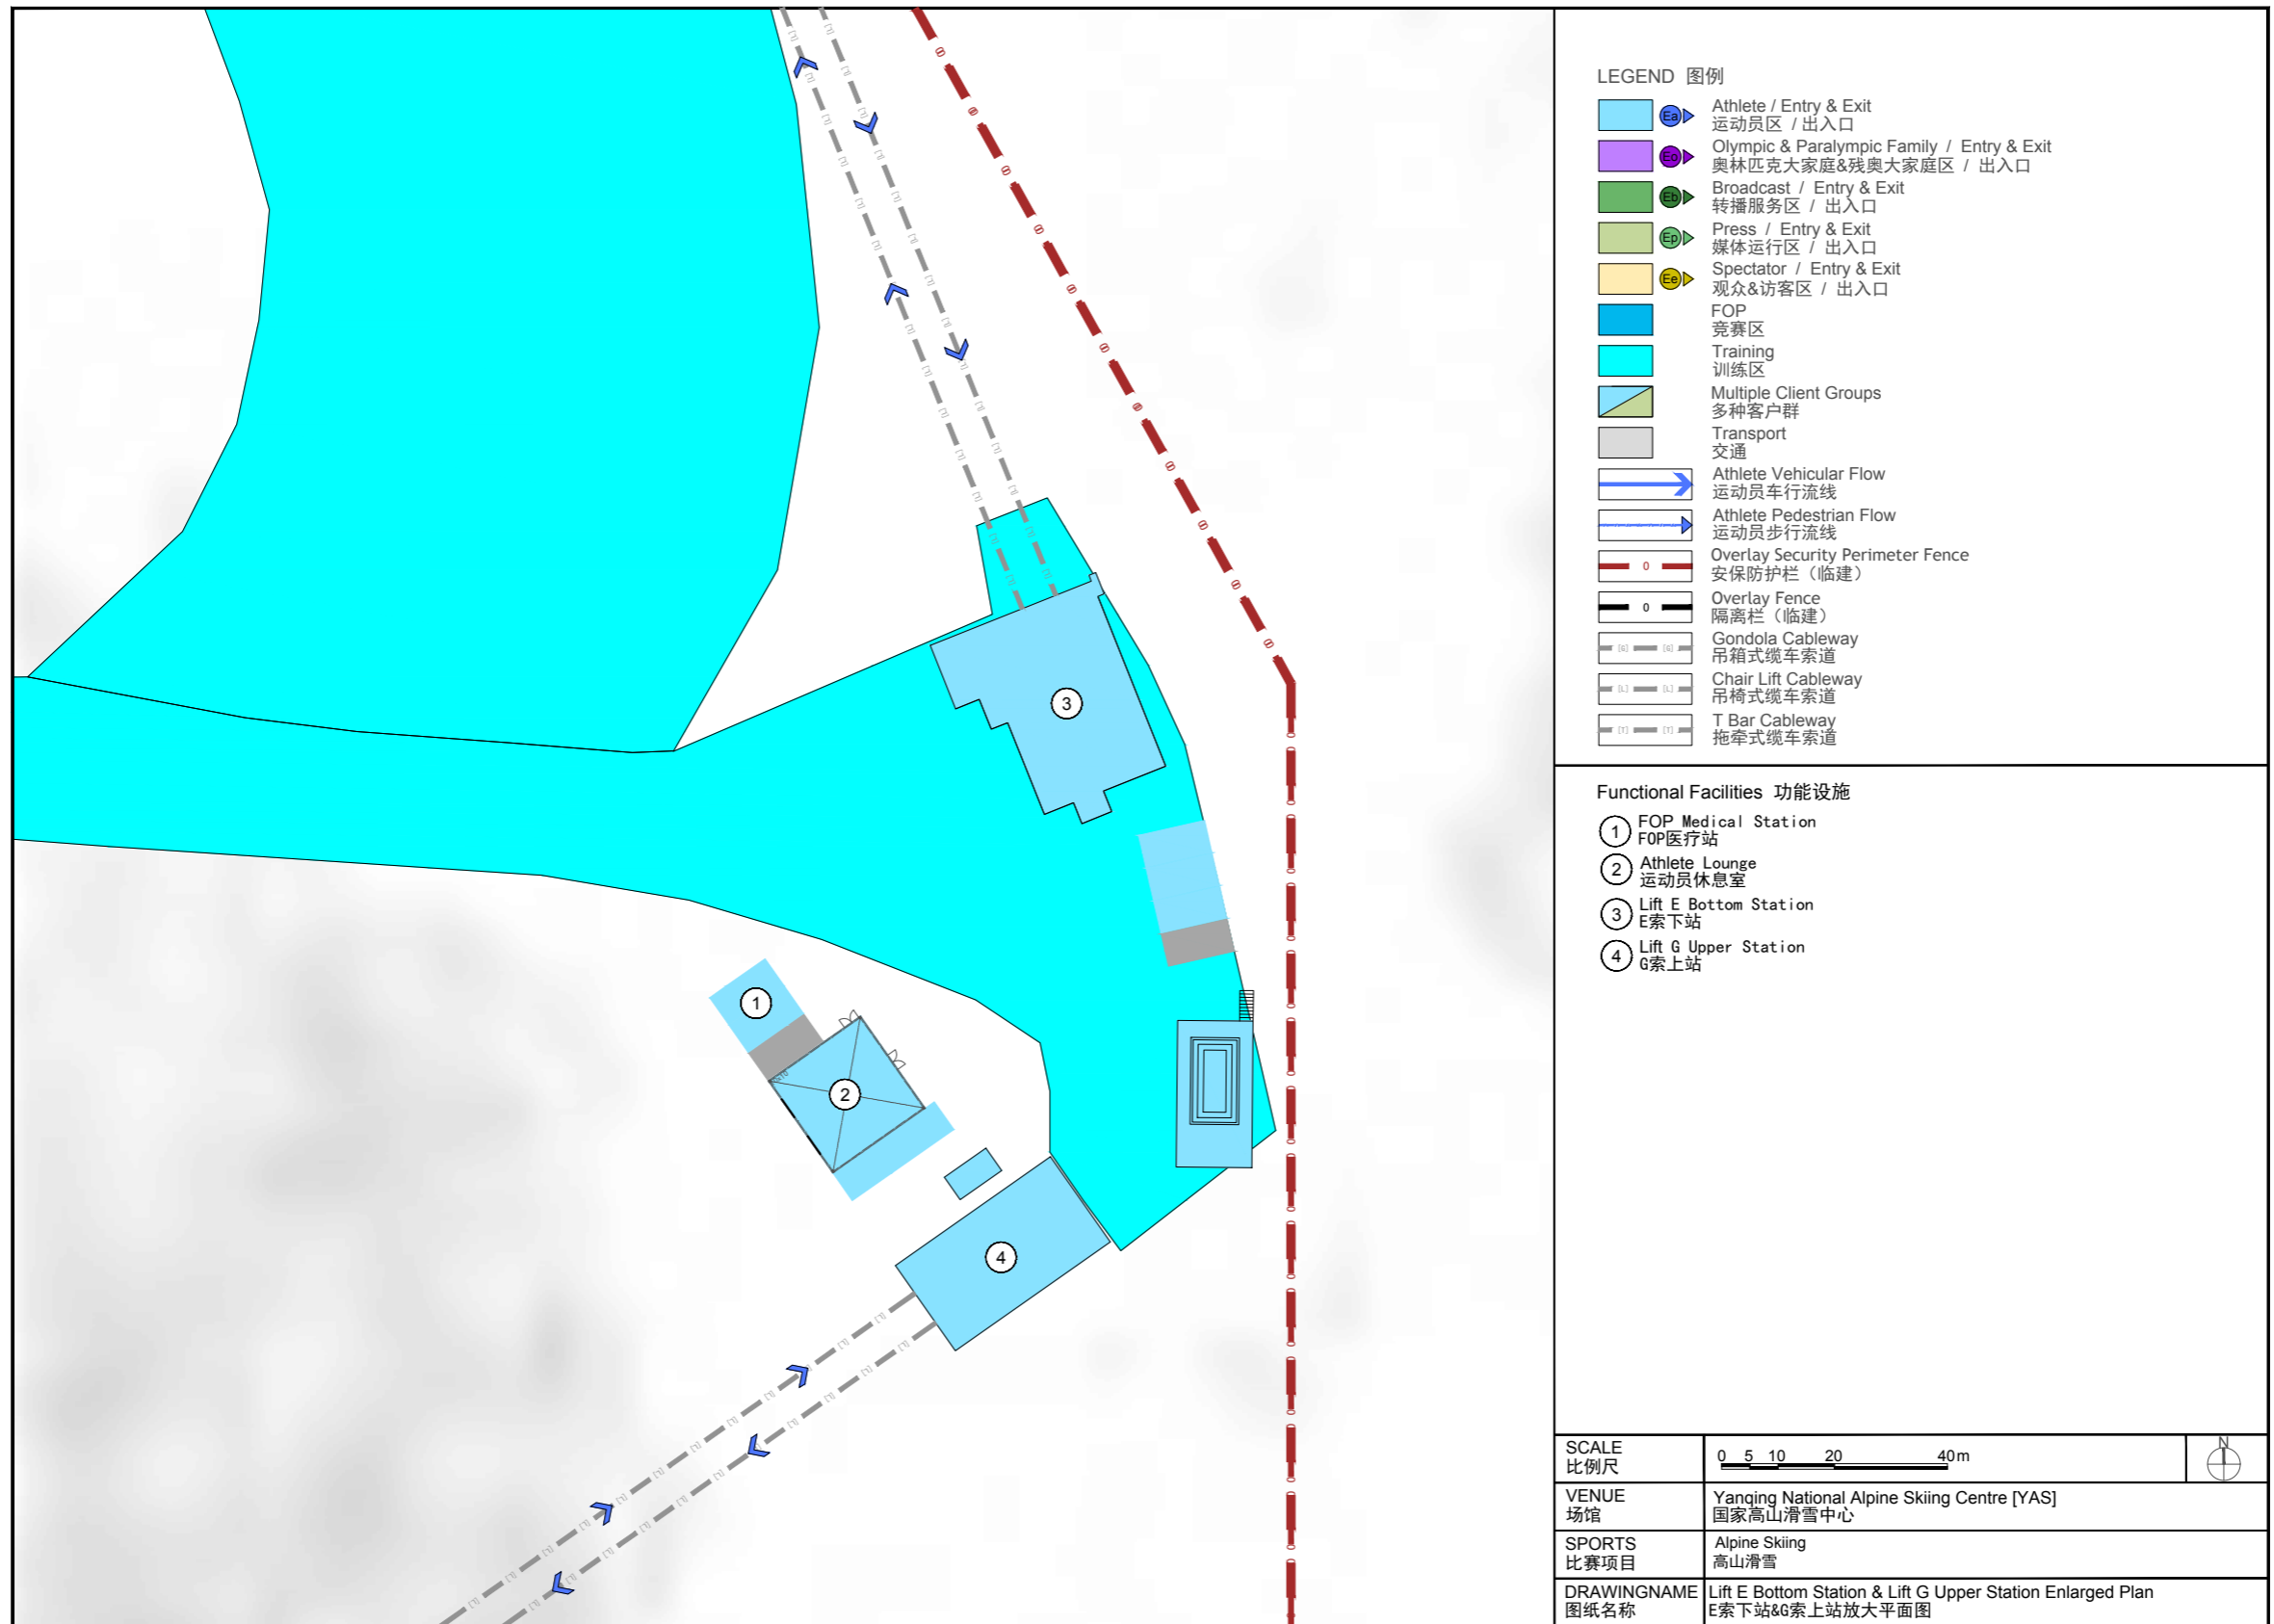 LEGEND 图例
Ea
Athlete / Entry & Exit
运动员区 / 出入口
Eo
Olympic & Paralympic Family / Entry & Exit
奥林匹克大家庭&残奥大家庭区 / 出入口
Eb
Broadcast / Entry & Exit
转播服务区 / 出入口
Ep
Press / Entry & Exit
媒体运行区 / 出入口
Ee
Spectator / Entry & Exit
观众&访客区 / 出入口
FOP
竞赛区
Training
训练区
Multiple Client Groups
多种客户群
Transport
交通
Athlete Vehicular Flow
运动员车行流线
Athlete Pedestrian Flow
运动员步行流线
0
Overlay Security Perimeter Fence
安保防护栏（临建）
0
Overlay Fence
隔离栏（临建）
[G] [G]
Gondola Cableway
吊箱式缆车索道
[L] [L]
Chair Lift Cableway
吊椅式缆车索道
[T] [T]
T Bar Cableway
拖牵式缆车索道
Functional Facilities 功能设施
1 FOP Medical Station
FOP医疗站
2 Athlete Lounge
运动员休息室
3 Lift E Bottom Station
E索下站
4 Lift G Upper Station
G索上站
3
1
2
4
SCALE
比例尺
0 5 10 20 40m
N
VENUE
场馆
Yanqing National Alpine Skiing Centre [YAS]
国家高山滑雪中心
SPORTS
比赛项目
Alpine Skiing
高山滑雪
DRAWINGNAME
图纸名称
Lift E Bottom Station & Lift G Upper Station Enlarged Plan
E索下站&G索上站放大平面图